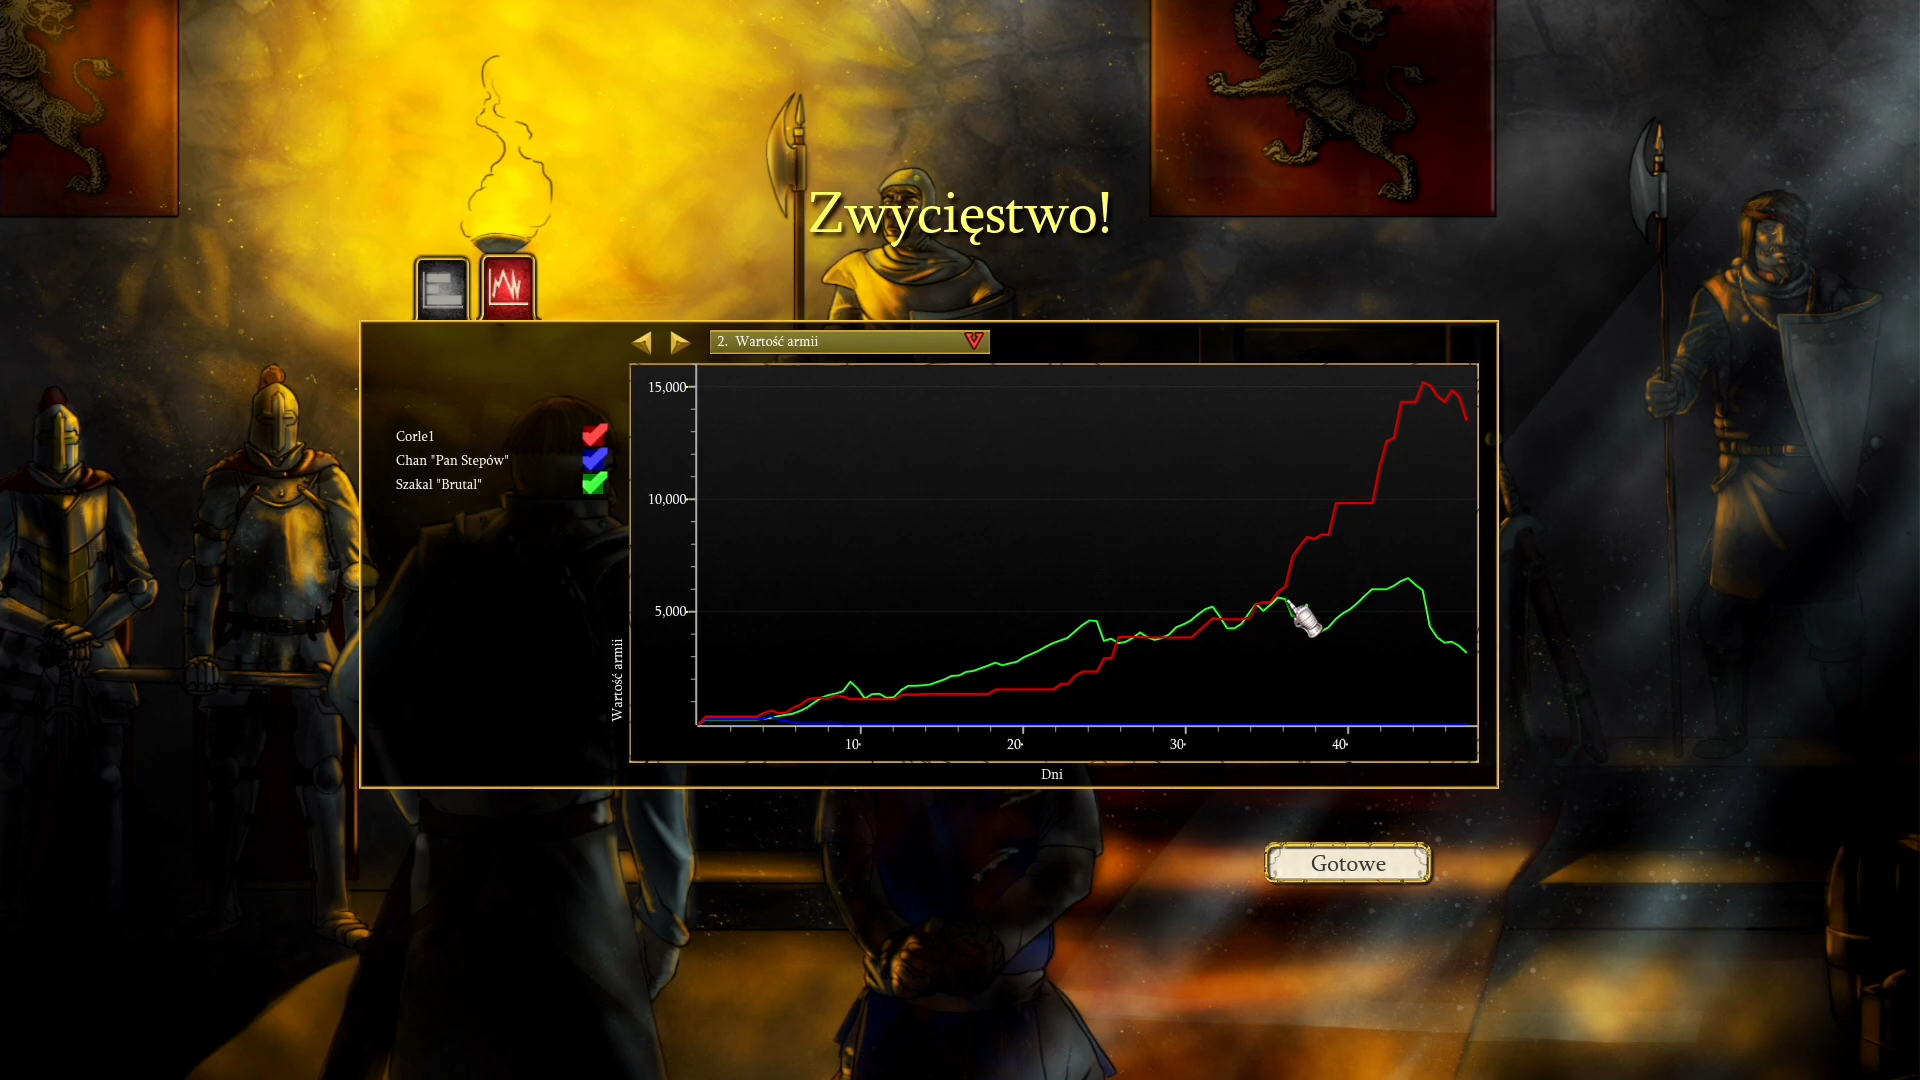 Zwycięstwo!
2. Wartość armii
Corle1
Chan "Pan Stepów"
Szakal "Brutal"
15,000
10,000
5,000
Wartość armii
10
20
30
40
Dni
Gotowe